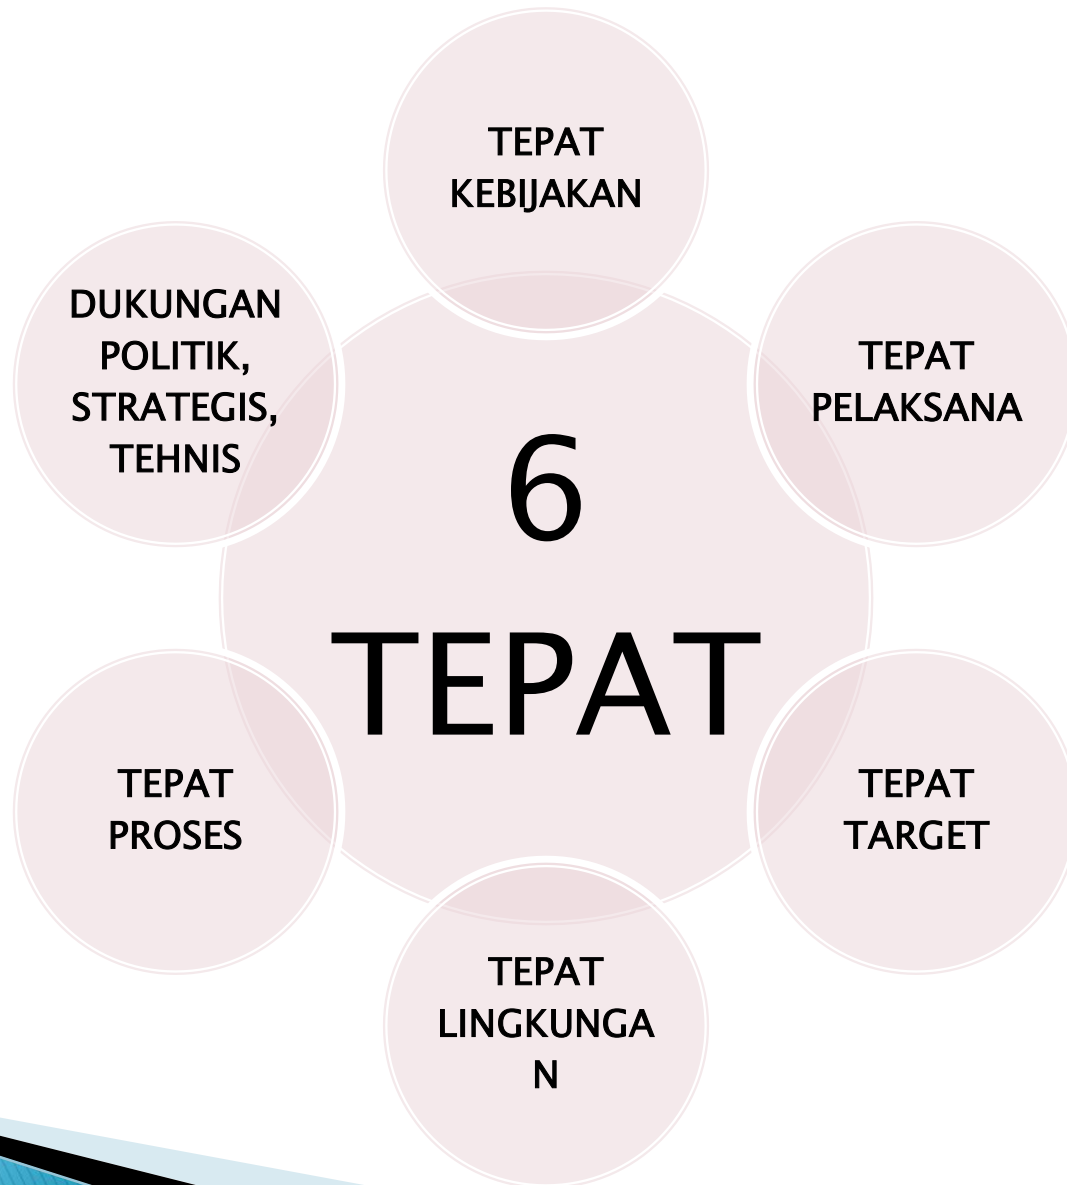 TEPAT
KEBIJAKAN
DUKUNGAN
POLITIK,
STRATEGIS,
TEHNIS
TEPAT
PELAKSANA
6
TEPAT
TEPAT
PROSES
TEPAT
TARGET
TEPAT
LINGKUNGA
N